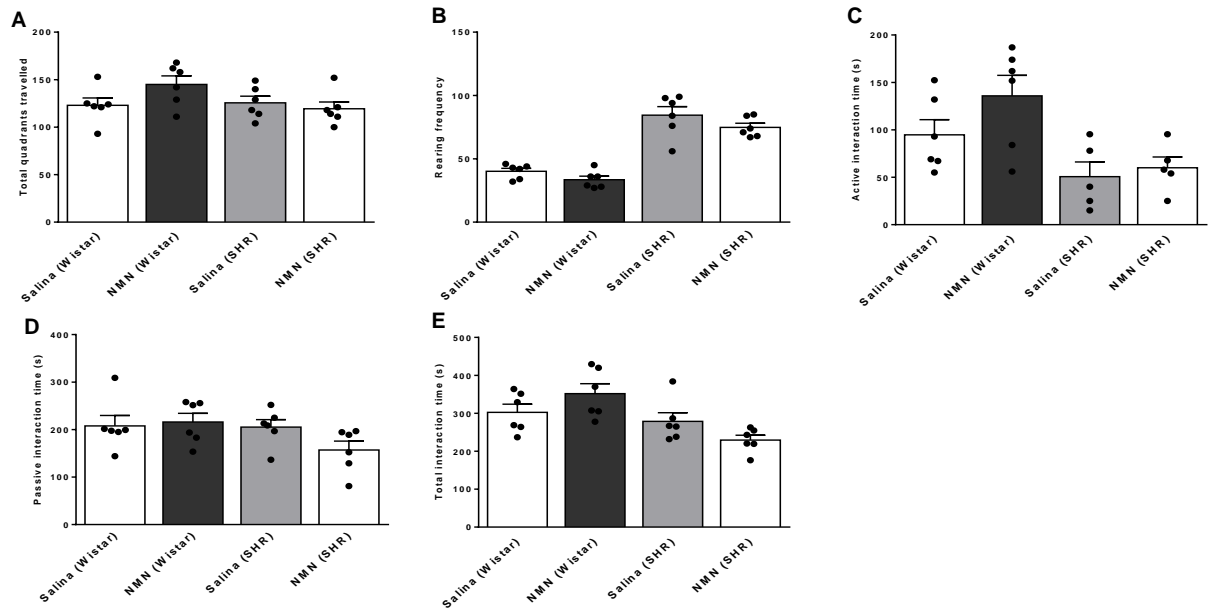 A
Total quadrants travelled
200
150
100
50
0
Salina (Wistar)
NMN (Wistar)
Salina (SHR)
NMN (SHR)
B
Rearing frequency
150
100
50
0
Salina (Wistar)
NMN (Wistar)
Salina (SHR)
NMN (SHR)
C
Active interaction time (s)
200
150
100
50
0
Salina (Wistar)
NMN (Wistar)
Salina (SHR)
NMN (SHR)
D
Passive interaction time (s)
400
300
200
100
0
Salina (Wistar)
NMN (Wistar)
Salina (SHR)
NMN (SHR)
E
Total interaction time (s)
500
400
300
200
100
0
Salina (Wistar)
NMN (Wistar)
Salina (SHR)
NMN (SHR)